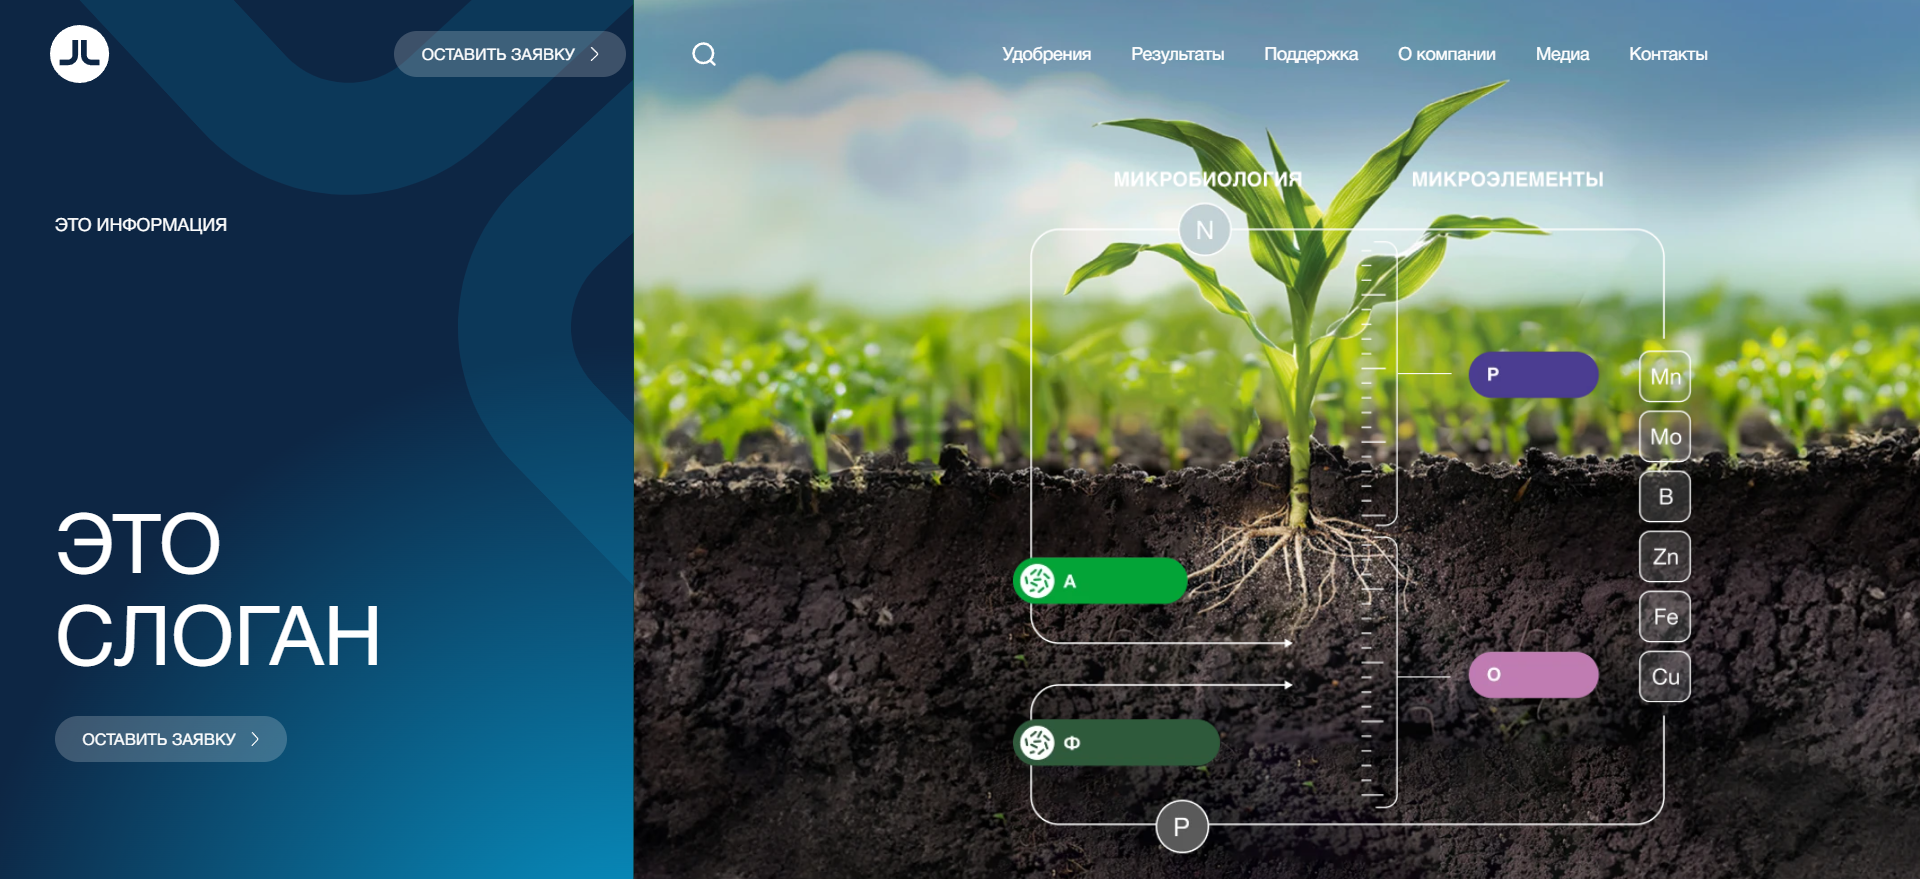 ОСТАВИТЬ ЗАЯВКУ
Удобрения Результаты Поддержка О компании Медиа Контакты
ЭТО ИНФОРМАЦИЯ
ЭТО
СЛОГАН
ОСТАВИТЬ ЗАЯВКУ
МИКРОБИОЛОГИЯ МИКРОЭЛЕМЕНТЫ
N
Р
Mn
Mo
B
Zn
Fe
Cu
А
О
Ф
P